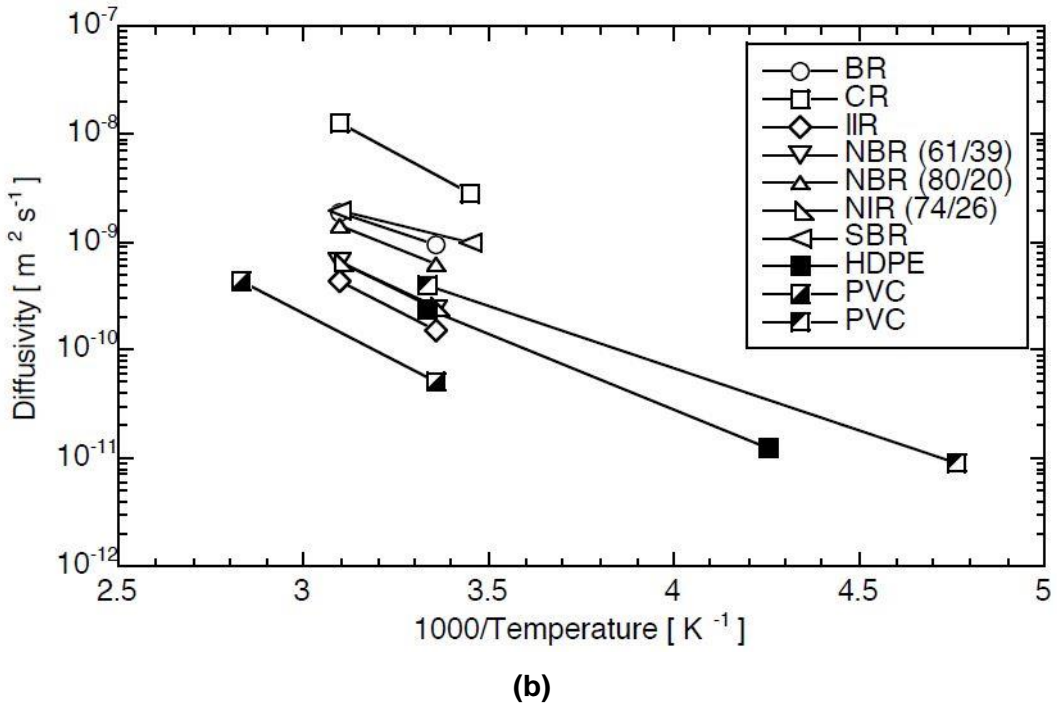 10-7
10-8
10-9
10-10
10-11
10-12
Diffusivity [ m 2 s-1 ]
BR
CR
IIR
NBR (61/39)
NBR (80/20)
NIR (74/26)
SBR
HDPE
PVC
PVC
2.5 3 3.5 4 4.5 5
1000/Temperature [ K -1 ]
(b)